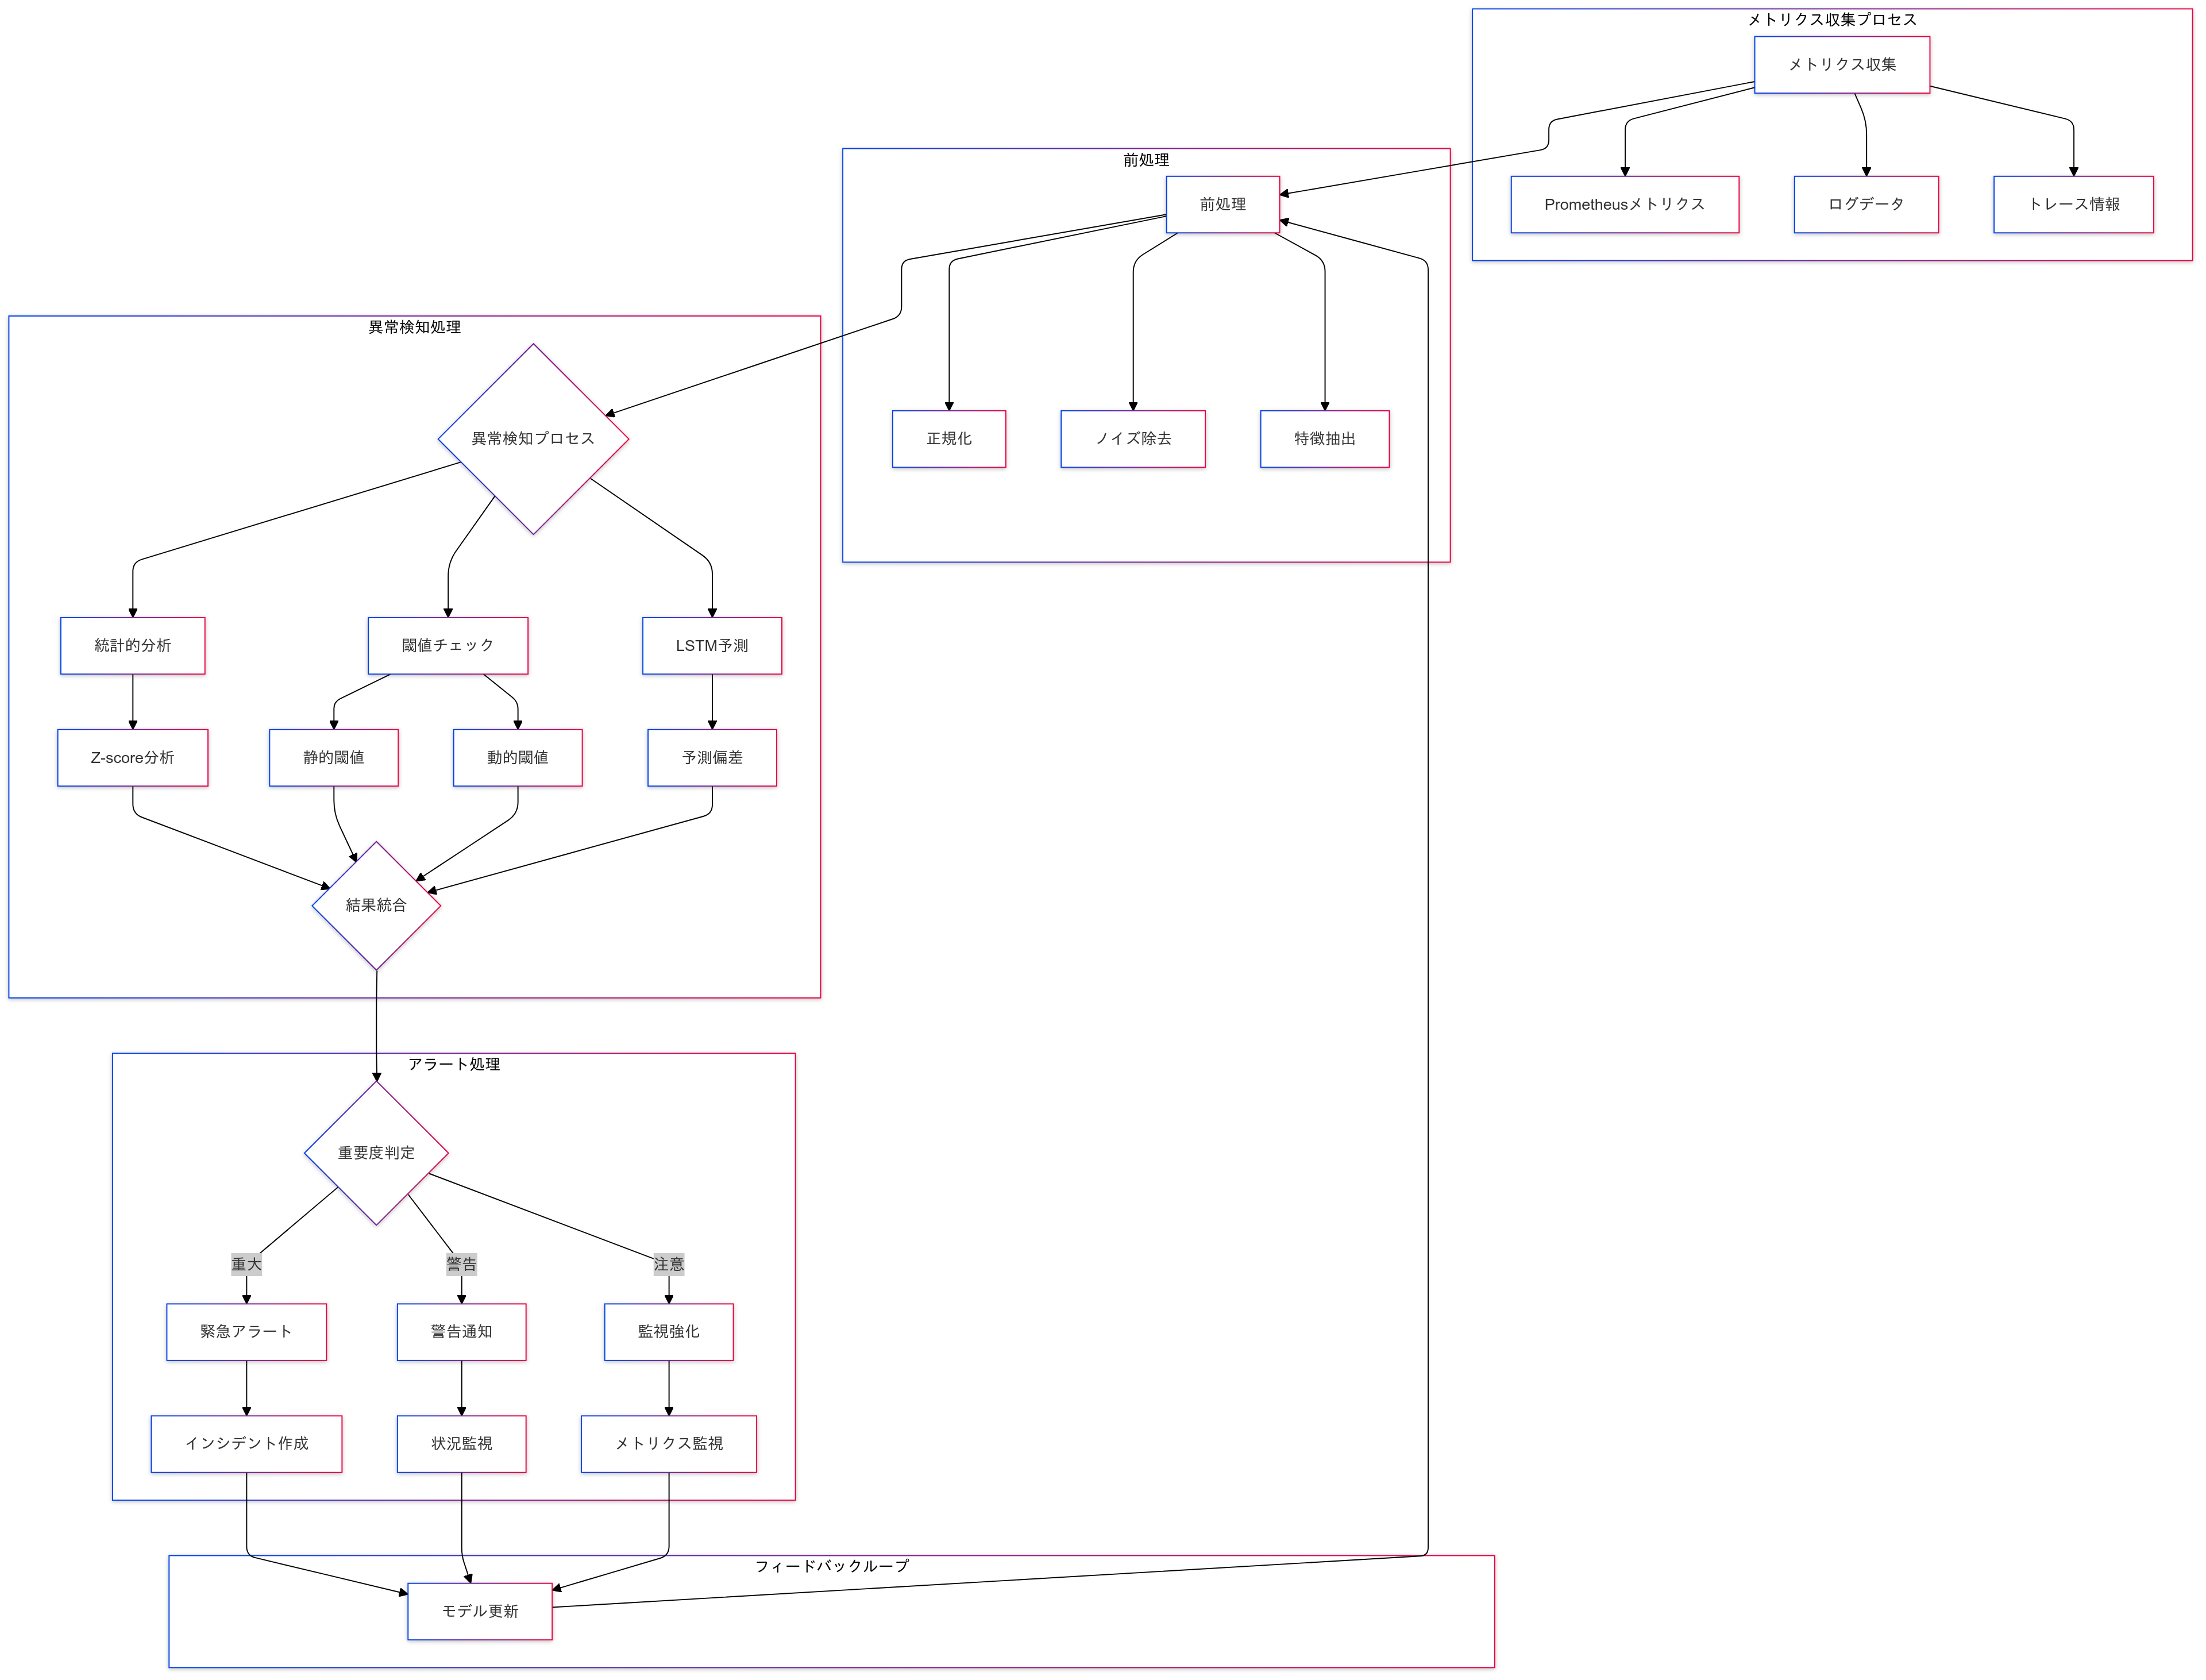 メトリクス収集プロセス
メトリクス収集
Prometheusメトリクス
ログデータ
トレース情報
前処理
前処理
正規化
ノイズ除去
特徴抽出
異常検知処理
異常検知プロセス
統計的分析
閾値チェック
LSTM予測
Z-score分析
静的閾値
動的閾値
予測偏差
結果統合
アラート処理
重要度判定
重大
警告
注意
緊急アラート
警告通知
監視強化
インシデント作成
状況監視
メトリクス監視
フィードバックループ
モデル更新